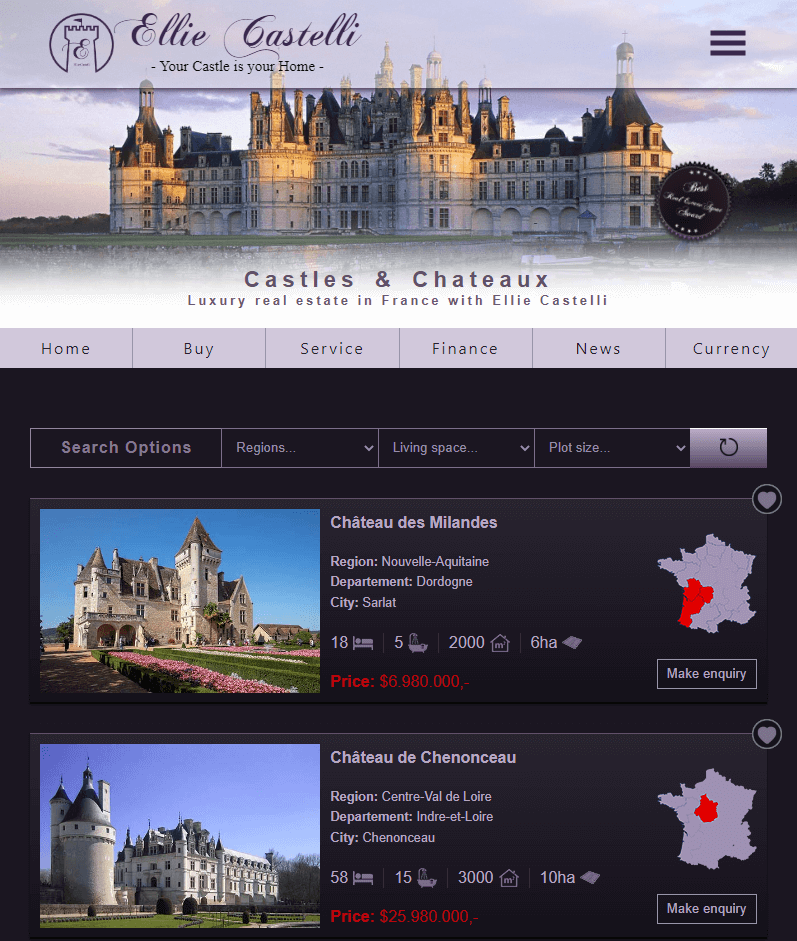 Ellie Castelli
- Your Castle is your Home -
Best
Award
Castles & Chateaux
Luxury real estate in France with Ellie Castelli
Home Buy Service Finance News Currency
Search Options Regions... Living space... Plot size...
Château des Milandes
Region: Nouvelle-Aquitaine
Departement: Dordogne
City: Sarlat
18 5 2000 m² 6ha
Price: $6.980.000,-
Make enquiry
Château de Chenonceau
Region: Centre-Val de Loire
Departement: Indre-et-Loire
City: Chenonceau
58 15 3000 m² 10ha
Price: $25.980.000,-
Make enquiry